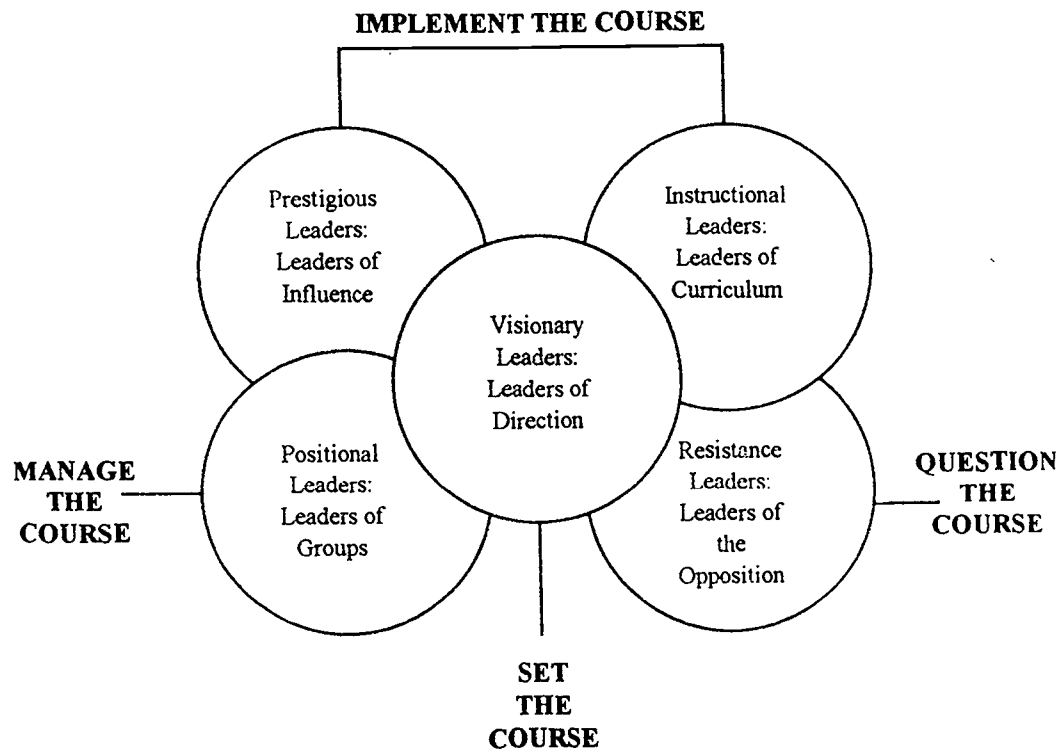 IMPLEMENT THE COURSE
Prestigious
Leaders:
Leaders of
Influence
Instructional
Leaders:
Leaders of
Curriculum
Visionary
Leaders:
Leaders of
Direction
Positional
Leaders:
Leaders of
Groups
Resistance
Leaders:
Leaders of
the
Opposition
MANAGE
THE
COURSE
QUESTION
THE
COURSE
SET
THE
COURSE